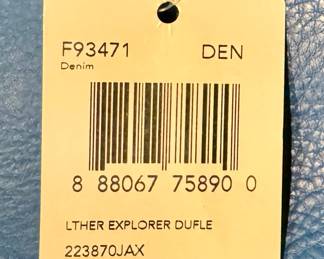 F93471 DEN
Denim
8 88067 75890 0
LTHER EXPLORER DUFLE
223870JAX